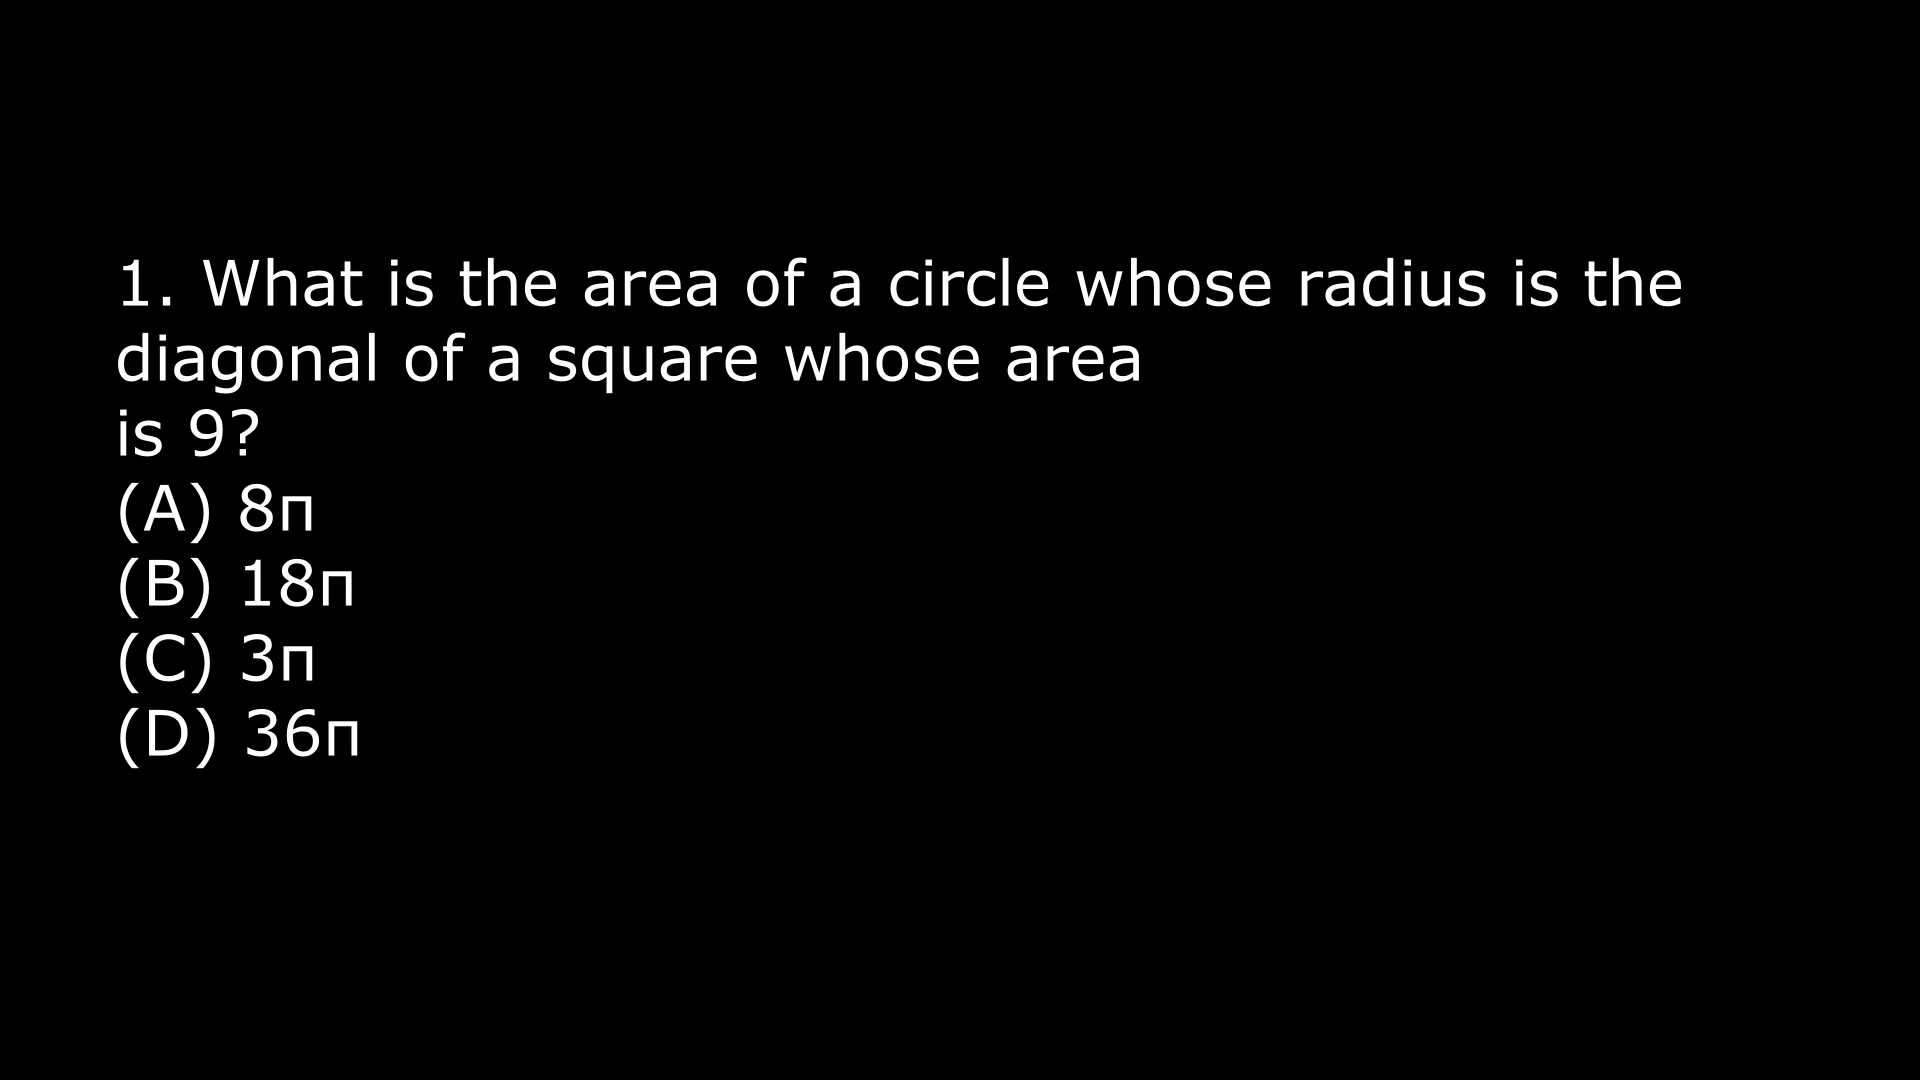 1. What is the area of a circle whose radius is the
diagonal of a square whose area
is 9?
(A) 8п
(B) 18п
(C) 3п
(D) 36п